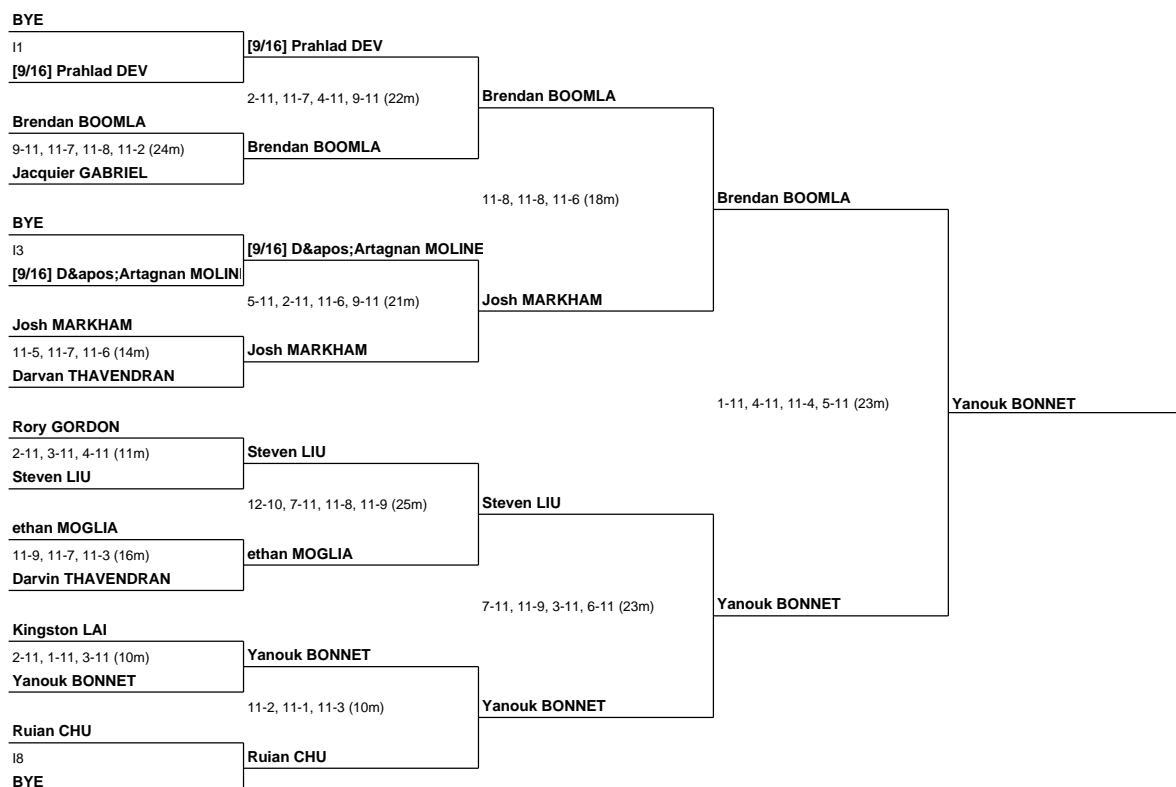 BYE
I1
[9/16] Prahlad DEV
Brendan BOOMLA
9-11, 11-7, 11-8, 11-2 (24m)
Jacquier GABRIEL
BYE
I3
[9/16] D&apos;Artagnan MOLIN
Josh MARKHAM
11-5, 11-7, 11-6 (14m)
Darvan THAVENDRAN
Rory GORDON
2-11, 3-11, 4-11 (11m)
Steven LIU
ethan MOGLIA
11-9, 11-7, 11-3 (16m)
Darvin THAVENDRAN
Kingston LAI
2-11, 1-11, 3-11 (10m)
Yanouk BONNET
Ruian CHU
I8
BYE
[9/16] Prahlad DEV
2-11, 11-7, 4-11, 9-11 (22m)
Brendan BOOMLA
[9/16] D&apos;Artagnan MOLINE
5-11, 2-11, 11-6, 9-11 (21m)
Josh MARKHAM
Steven LIU
12-10, 7-11, 11-8, 11-9 (25m)
ethan MOGLIA
Yanouk BONNET
11-2, 11-1, 11-3 (10m)
Ruian CHU
Brendan BOOMLA
11-8, 11-8, 11-6 (18m)
Josh MARKHAM
Steven LIU
7-11, 11-9, 3-11, 6-11 (23m)
Yanouk BONNET
Brendan BOOMLA
1-11, 4-11, 11-4, 5-11 (23m)
Yanouk BONNET
Yanouk BONNET